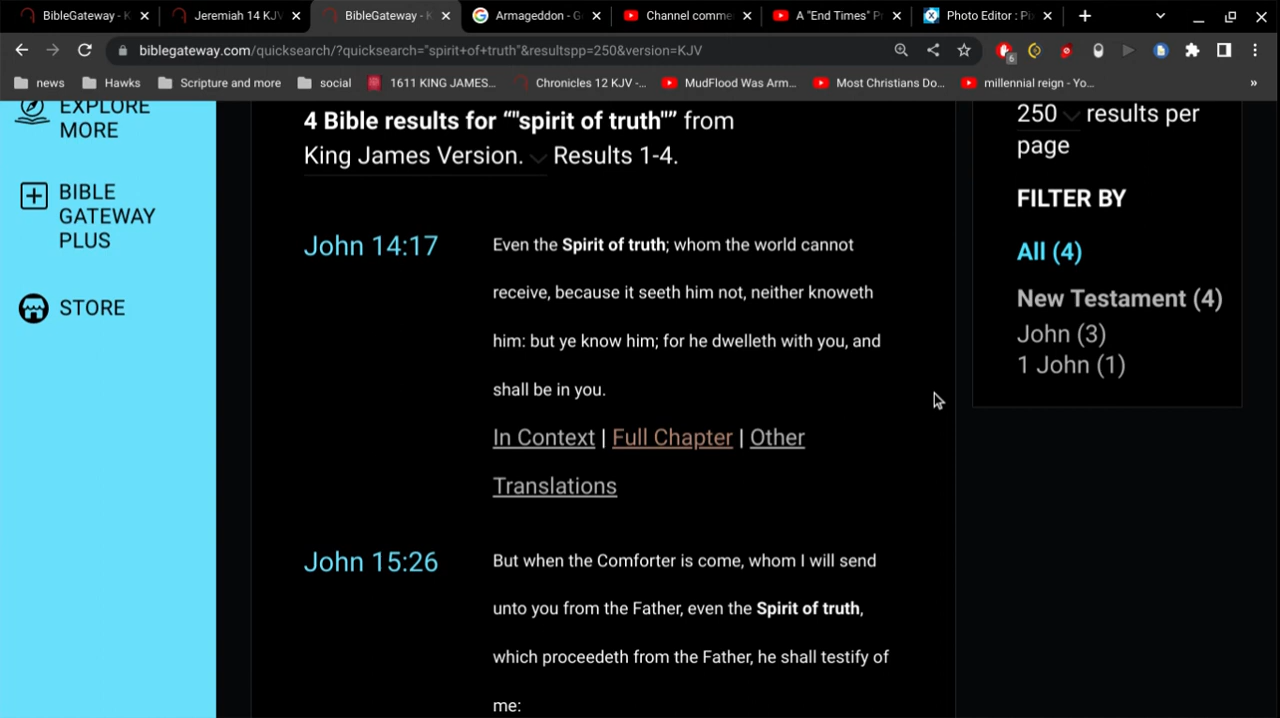 BibleGateway - K
Jeremiah 14 KJV
BibleGateway - K
Armageddon - G
Channel comme
A "End Times" P
Photo Editor : Pi
biblegateway.com/quicksearch/?quicksearch="spirit+of+truth"&resultspp=250&version=KJV
6
news
Hawks
Scripture and more
social
1611 KING JAMES...
Chronicles 12 KJV -...
MudFlood Was Arm...
Most Christians Do...
millennial reign - Yo...
»
EXPLORE
MORE
BIBLE
GATEWAY
PLUS
STORE
4 Bible results for “"spirit of truth"” from
King James Version. Results 1-4.
John 14:17
Even the Spirit of truth; whom the world cannot
receive, because it seeth him not, neither knoweth
him: but ye know him; for he dwelleth with you, and
shall be in you.
In Context | Full Chapter | Other
Translations
John 15:26
But when the Comforter is come, whom I will send
unto you from the Father, even the Spirit of truth,
which proceedeth from the Father, he shall testify of
me:
250 results per
page
FILTER BY
All (4)
New Testament (4)
John (3)
1 John (1)